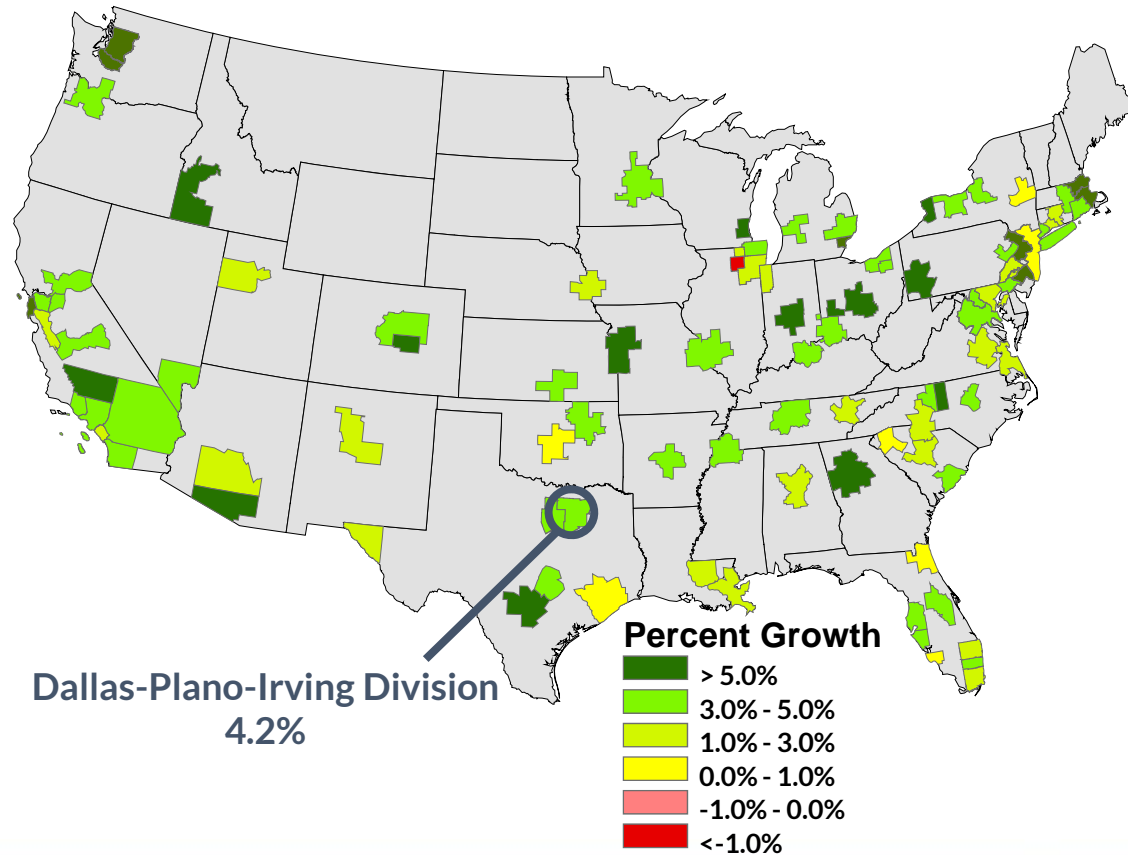 Dallas-Plano-Irving Division
4.2%
Percent Growth
> 5.0%
3.0% - 5.0%
1.0% - 3.0%
0.0% - 1.0%
-1.0% - 0.0%
<-1.0%